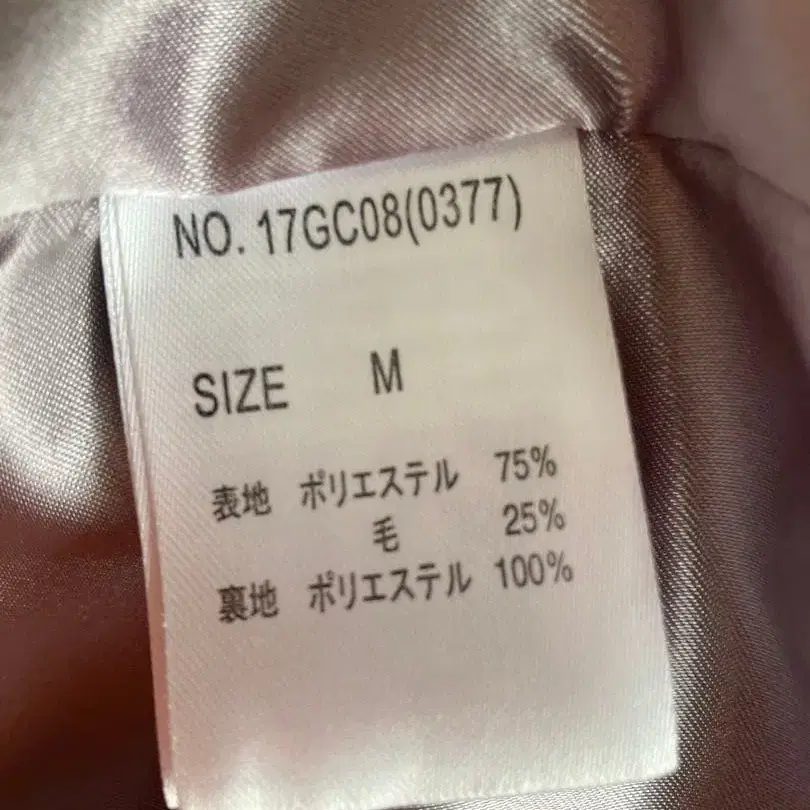 NO. 17GC08(0377)
SIZE M
表地 ポリエステル 75%
毛 25%
裏地 ポリエステル 100%